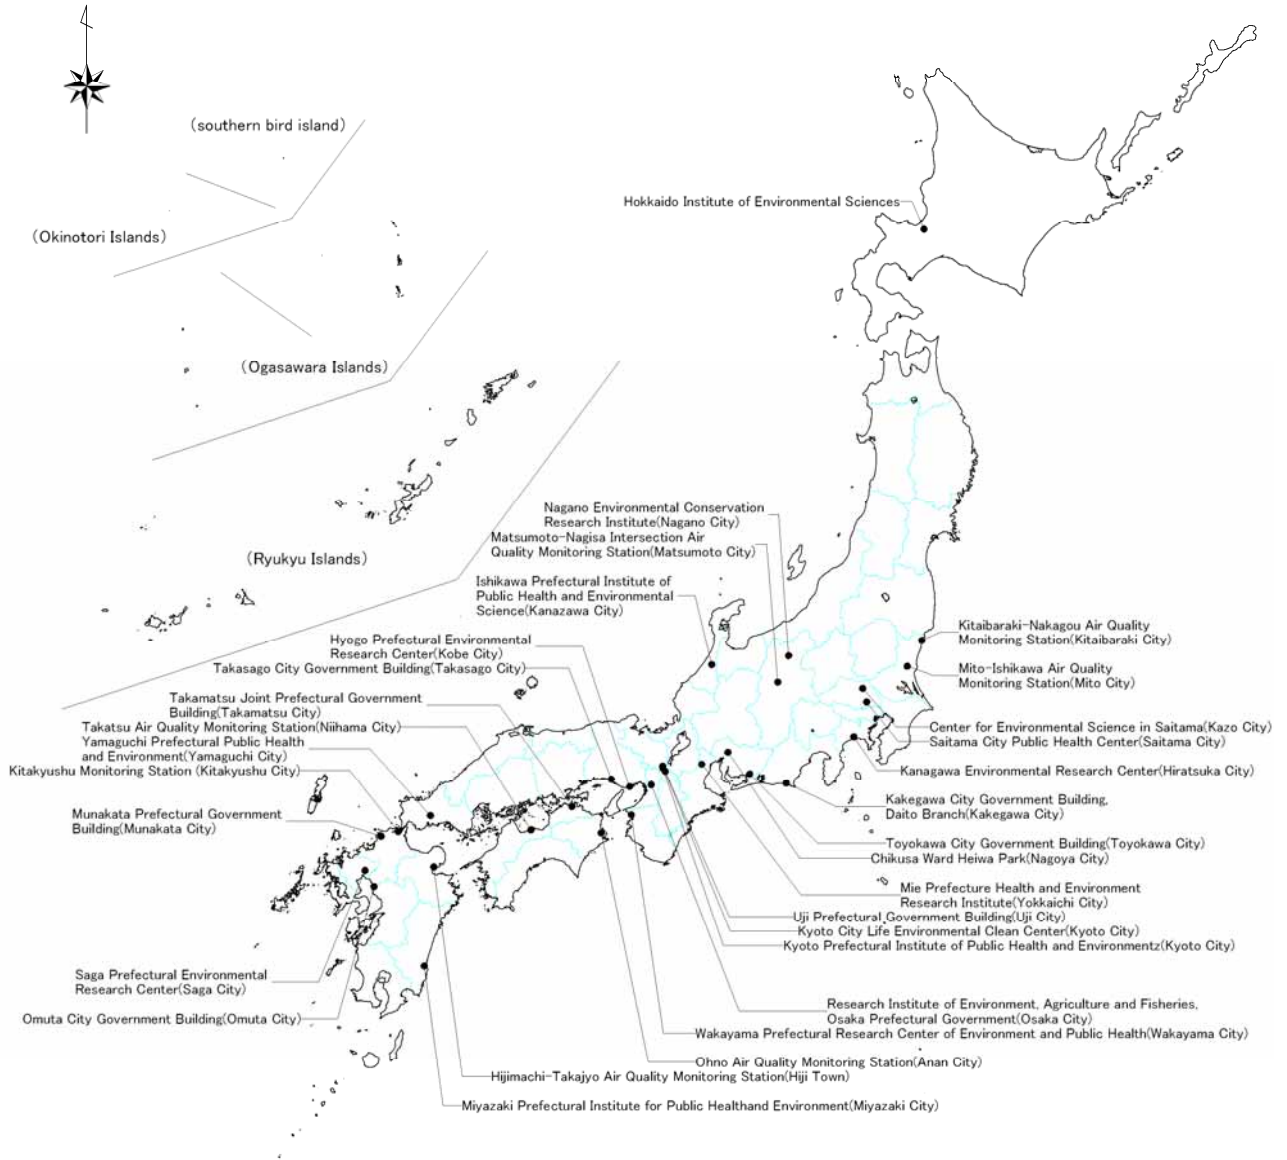 (southern bird island)
(Okinotori Islands)
Hokkaido Institute of Environmental Sciences
(Ogasawara Islands)
(Ryukyu Islands)
Nagano Environmental Conservation
Research Institute(Nagano City)
Matsumoto-Nagisa Intersection Air
Quality Monitoring Station(Matsumoto City)
Ishikawa Prefectural Institute of
Public Health and Environmental
Science(Kanazawa City)
Hyogo Prefectural Environmental
Research Center(Kobe City)
Takasago City Government Building(Takasago City)
Takamatsu Joint Prefectural Government
Building(Takamatsu City)
Takatsu Air Quality Monitoring Station(Niihama City)
Yamaguchi Prefectural Public Health
and Environment(Yamaguchi City)
Kitakyushu Monitoring Station (Kitakyushu City)
Munakata Prefectural Government
Building(Munakata City)
Kitaibaraki-Nakagou Air Quality
Monitoring Station(Kitaibaraki City)
Mito-Ishikawa Air Quality
Monitoring Station(Mito City)
Center for Environmental Science in Saitama(Kazo City)
Saitama City Public Health Center(Saitama City)
Kanagawa Environmental Research Center(Hiratsuka City)
Kakegawa City Government Building,
Daito Branch(Kakegawa City)
Toyokawa City Government Building(Toyokawa City)
Chikusa Ward Heiwa Park(Nagoya City)
Mie Prefecture Health and Environment
Research Institute(Yokkaichi City)
Uji Prefectural Government Building(Uji City)
Kyoto City Life Environmental Clean Center(Kyoto City)
Kyoto Prefectural Institute of Public Health and Environmentz(Kyoto City)
Saga Prefectural Environmental
Research Center(Saga City)
Omuta City Government Building(Omuta City)
Research Institute of Environment, Agriculture and Fisheries,
Osaka Prefectural Government(Osaka City)
Wakayama Prefectural Research Center of Environment and Public Health(Wakayama City)
Ohno Air Quality Monitoring Station(Anan City)
Hijimachi-Takajyo Air Quality Monitoring Station(Hiji Town)
Miyazaki Prefectural Institute for Public Healthand Environment(Miyazaki City)